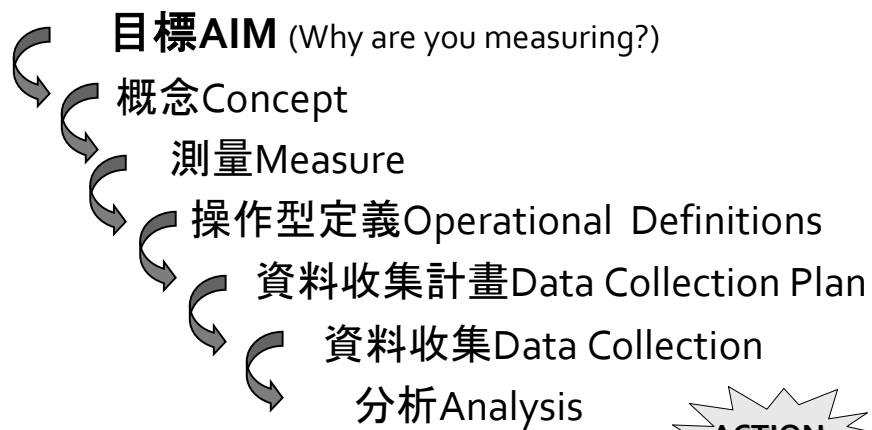 目標AIM (Why are you measuring?)
概念Concept
測量Measure
操作型定義Operational Definitions
資料收集計畫Data Collection Plan
資料收集Data Collection
分析Analysis
ACTION